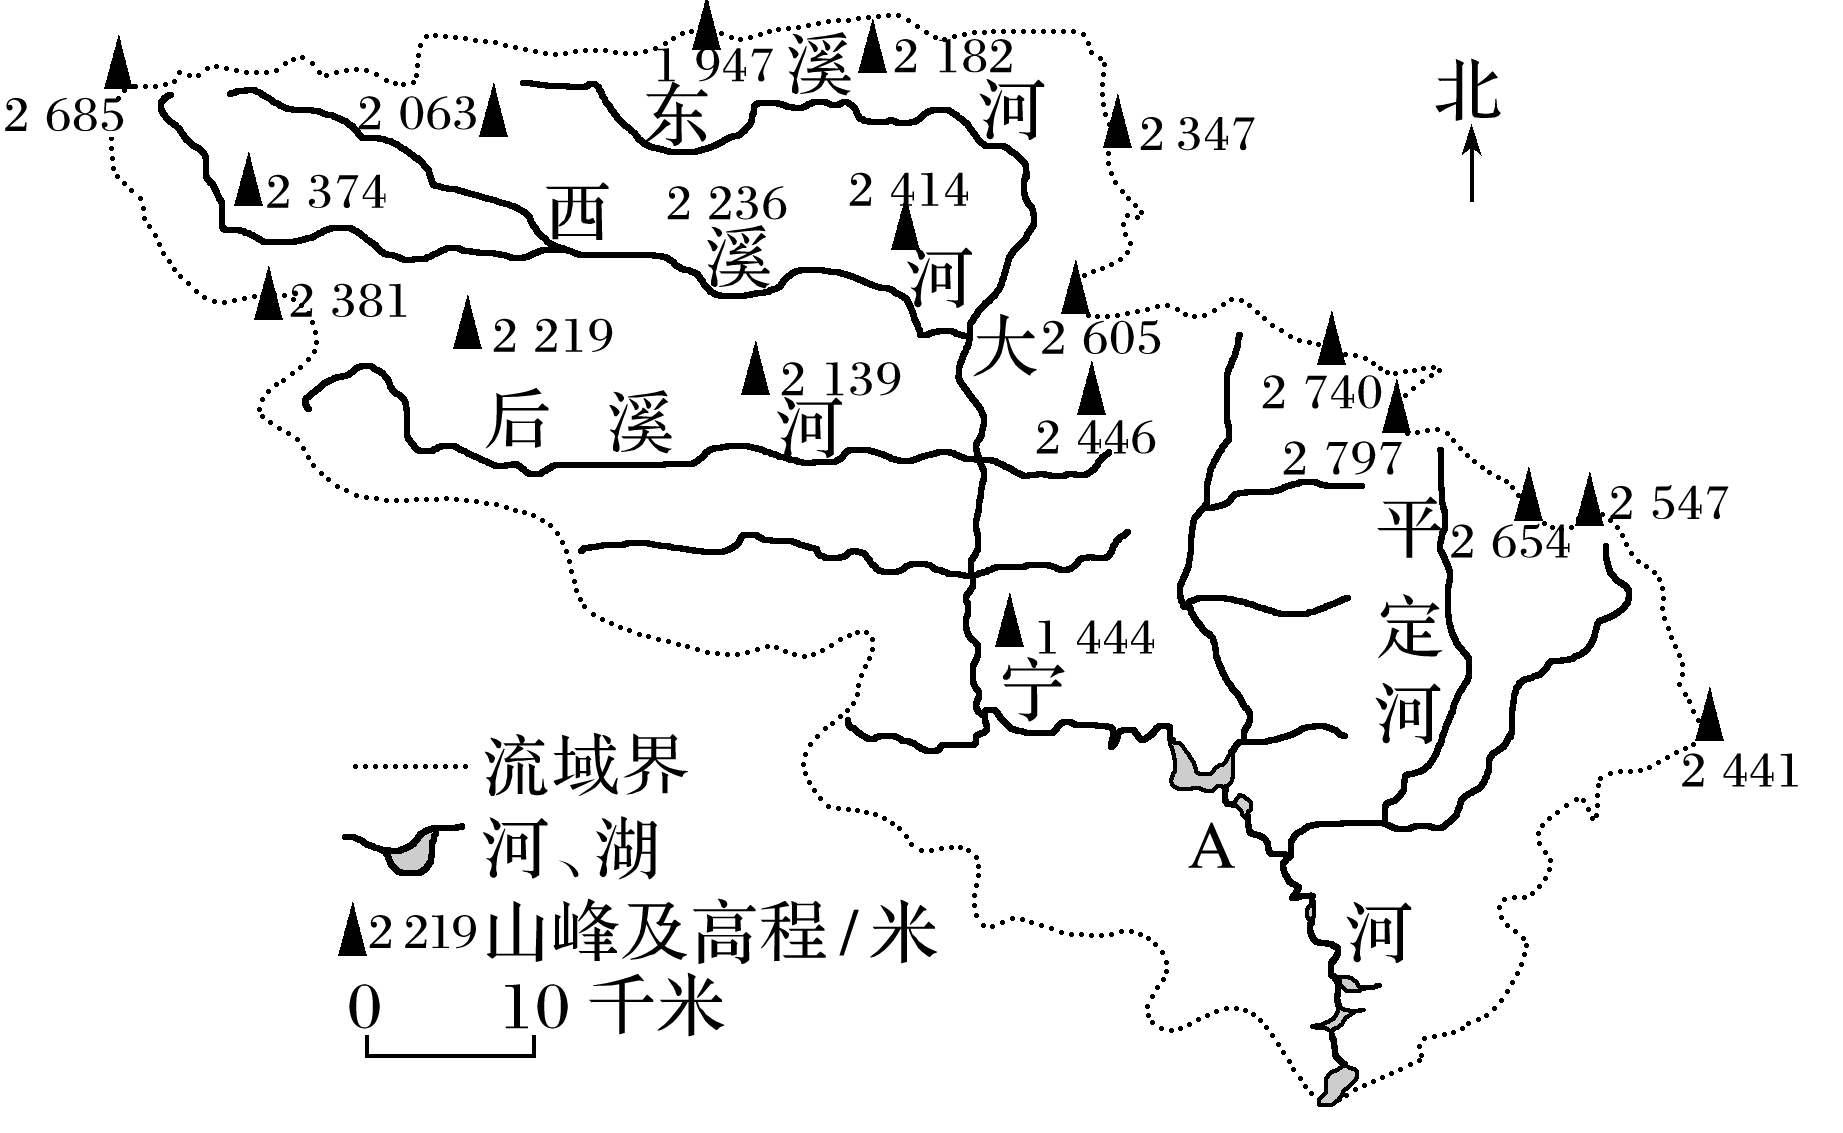 1 947
溪
2 182
北
2 685
2 063
东
河
2 347
2 374
西
2 236
2 414
溪
河
2 381
2 219
大
2 605
2 139
2 740
后
溪
河
2 446
2 797
平
2 547
2 654
1 444
定
宁
河
流域界
2 441
河、湖
A
2 219山峰及高程/米
河
0
10 千米